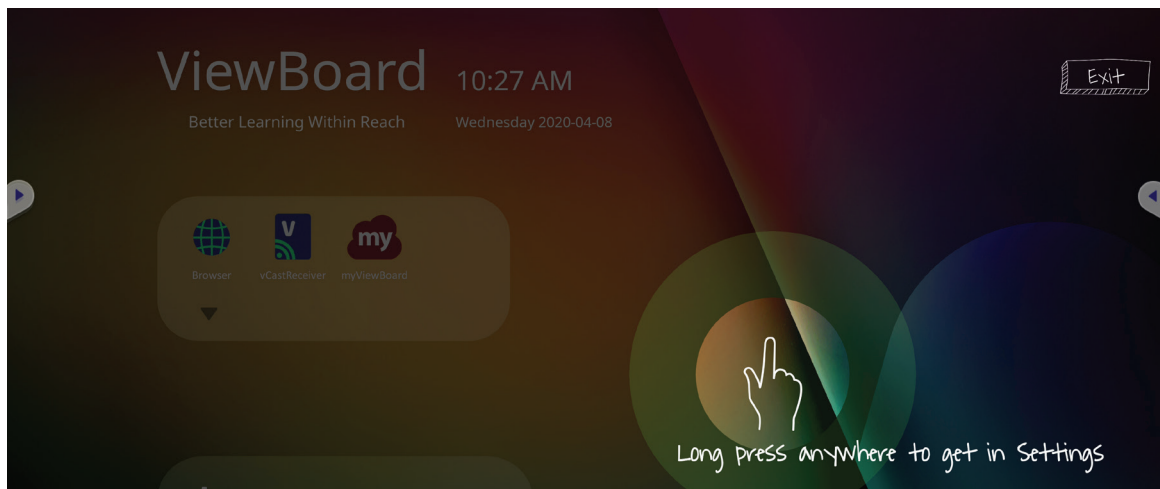 ViewBoard
10:27 AM
Exit
Better Learning Within Reach
Wednesday 2020-04-08
V
my
Browser
vCastReceiver
myViewBoard
Long press anywhere to get in Settings